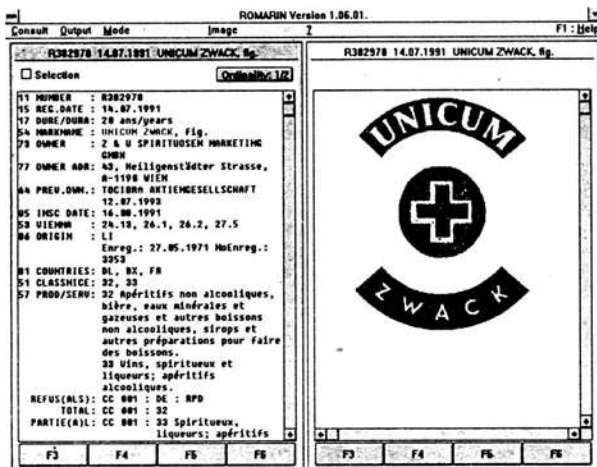 ROMARIN Version 1.06.01.
Consult Output Mode Image ? F1 : Help
R382978 14.07.1991 UNICUM ZWACK, fig.
Selection Ordinality: 1/2
11 NUMBER : R382978
15 REG.DATE : 14.07.1991
17 DURE/DURA: 20 ans/years
54 MARKNAME : UNICUM ZWACK, fig.
73 OWNER : Z & U SPIRITUOSEN MARKETING
GMBH
77 OWNER ADR: 43, Heiligenstädter Strasse,
A-1190 WIEN
64 PREV.OWN.: TOCIBRA AKTIENGESELLSCHAFT
12.07.1993
05 INSC DATE: 16.08.1991
53 VIENNA : 24.13, 26.1, 26.2, 27.5
06 ORIGIN : LI
Enreg.: 27.05.1971 NoEnreg.:
3353
01 COUNTRIES: DL, BX, FR
51 CLASSNICE: 32, 33
57 PROD/SERV: 32 Apéritifs non alcooliques,
bière, eaux minérales et
gazeuses et autres boissons
non alcooliques, sirops et
autres préparations pour faire
des boissons.
33 Vins, spiritueux et
liqueurs; apéritifs
alcooliques.
REFUS(ALS): CC 001 : DE : RPD
TOTAL: CC 001 : 32
PARTIE(A)L: CC 001 : 33 Spiritueux,
liqueurs; apéritifs
F3 F4 F5 F6
R382978 14.07.1991 UNICUM ZWACK, fig.
UNICUM
ZWACK
F3 F4 F5 F6